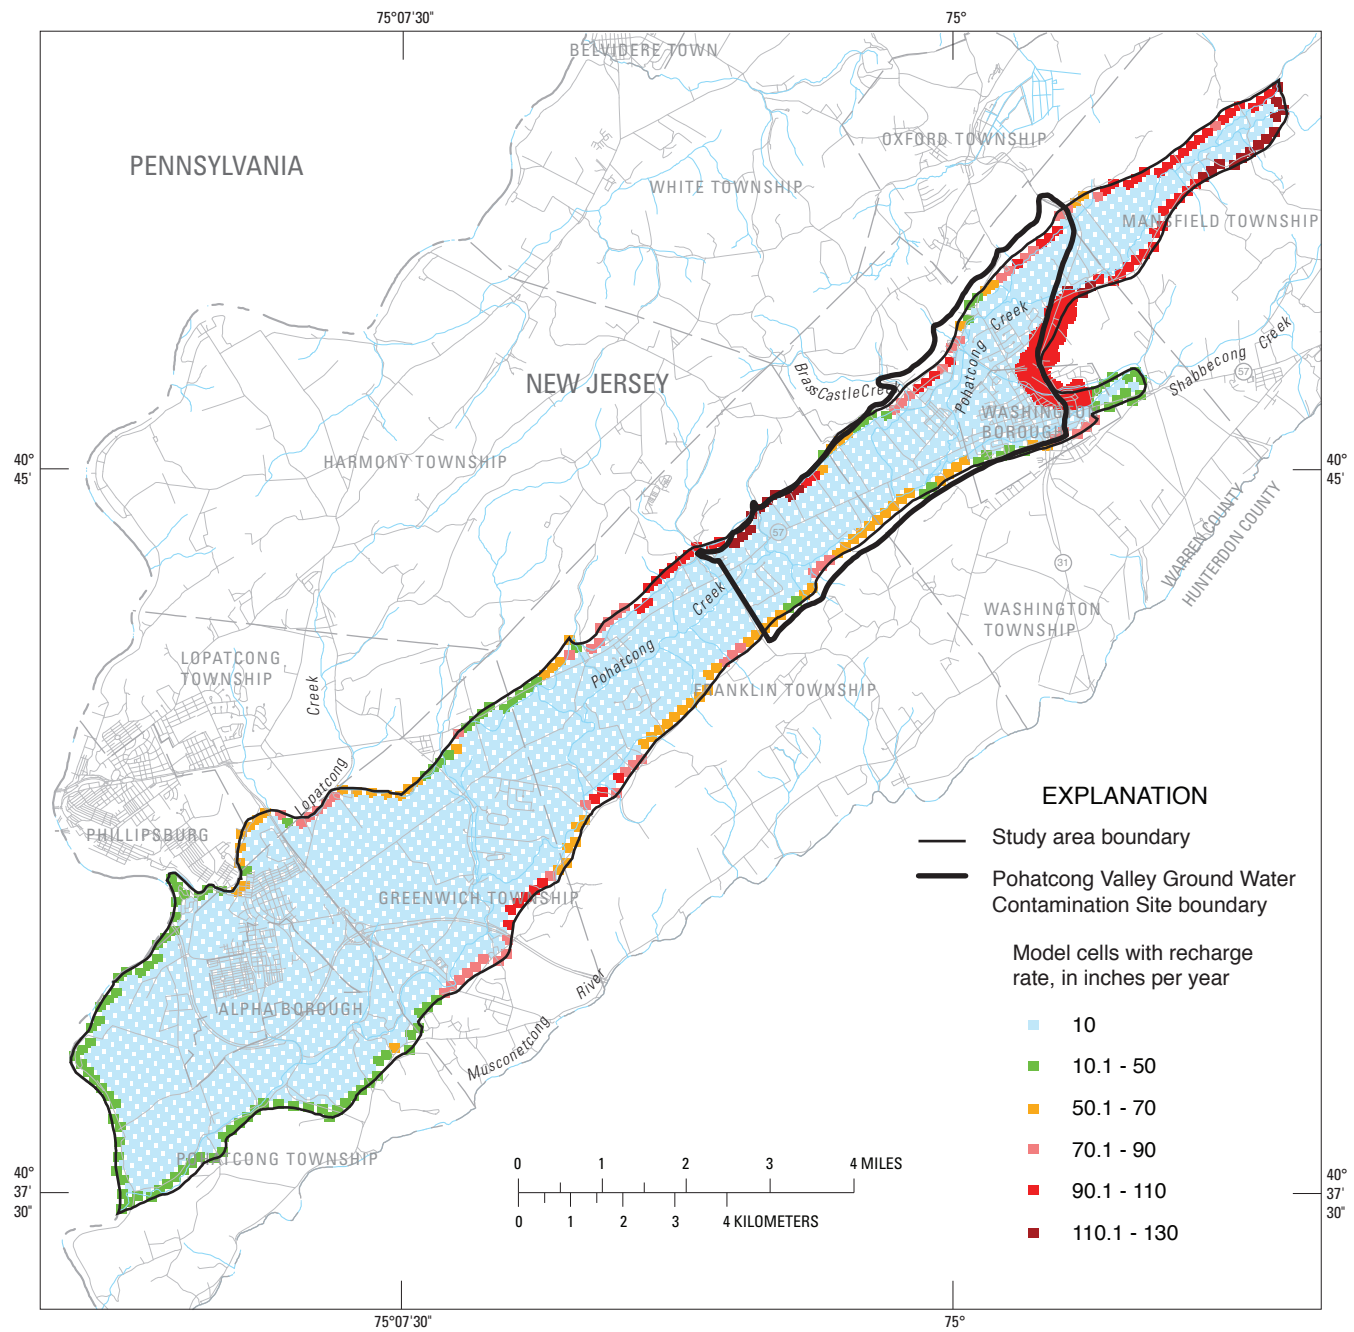 75°07'30"
75°
BELVIDERE TOWN
OXFORD TOWNSHIP
PENNSYLVANIA
WHITE TOWNSHIP
MANSFIELD TOWNSHIP
Pohatcong Creek
Shabbecong Creek
57
NEW JERSEY
Brass Castle Creek
WASHINGTON
BOROUGH
40°
45'
HARMONY TOWNSHIP
40°
45'
WARREN COUNTY
HUNTERDON COUNTY
57
31
Pohatcong Creek
WASHINGTON
TOWNSHIP
LOPATCONG
TOWNSHIP
FRANKLIN TOWNSHIP
Lopatcong Creek
PHILLIPSBURG
GREENWICH TOWNSHIP
ALPHA BOROUGH
Musconetcong River
POHATCONG TOWNSHIP
EXPLANATION
Study area boundary
Pohatcong Valley Ground Water
Contamination Site boundary
Model cells with recharge
rate, in inches per year
10
10.1 - 50
50.1 - 70
70.1 - 90
90.1 - 110
110.1 - 130
0 1 2 3 4 MILES
0 1 2 3 4 KILOMETERS
40°
37'
30"
40°
37'
30"
75°07'30"
75°